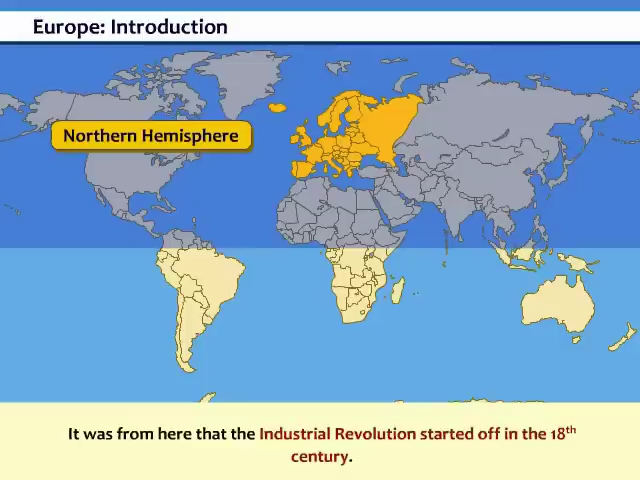 Europe: Introduction
Northern Hemisphere
It was from here that the Industrial Revolution started off in the 18th
century.